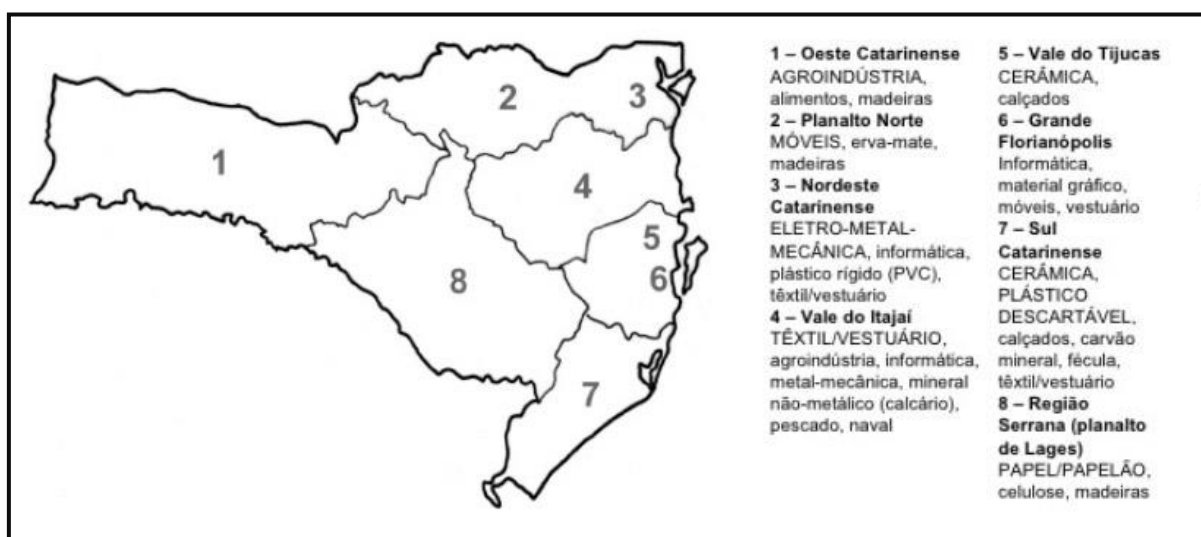 1
2
3
4
5
6
7
8
1 – Oeste Catarinense
AGROINDÚSTRIA,
alimentos, madeiras
2 – Planalto Norte
MÓVEIS, erva-mate,
madeiras
3 – Nordeste
Catarinense
ELETRO-METAL-
MECÂNICA, informática,
plástico rígido (PVC),
têxtil/vestuário
4 – Vale do Itajaí
TÊXTIL/VESTUÁRIO,
agroindústria, informática,
metal-mecânica, mineral
não-metálico (calcário),
pescado, naval
5 – Vale do Tijucas
CERÂMICA,
calçados
6 – Grande
Florianópolis
Informática,
material gráfico,
móveis, vestuário
7 – Sul
Catarinense
CERÂMICA,
PLÁSTICO
DESCARTÁVEL,
calçados, carvão
mineral, fécula,
têxtil/vestuário
8 – Região
Serrana (planalto
de Lages)
PAPEL/PAPELÃO,
celulose, madeiras